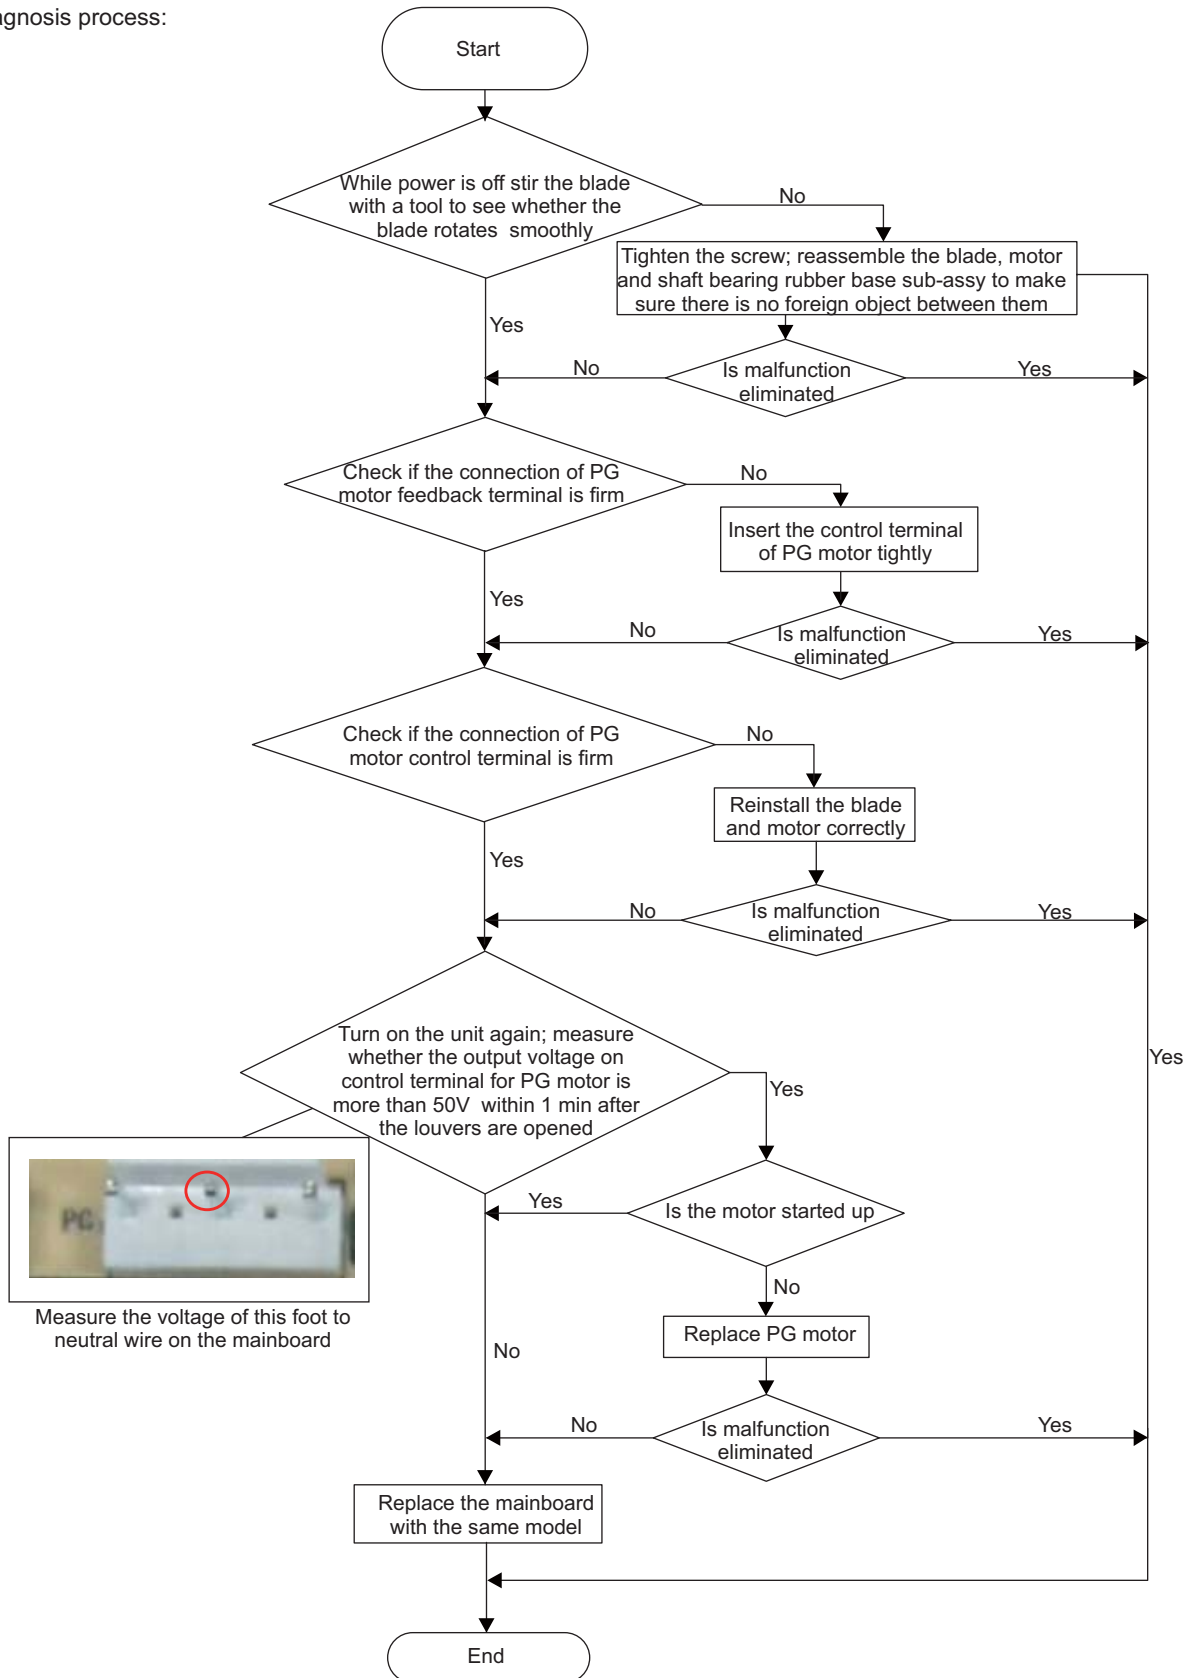 agnosis process:
Start
While power is off stir the blade
with a tool to see whether the
blade rotates smoothly
No
Tighten the screw; reassemble the blade, motor
and shaft bearing rubber base sub-assy to make
sure there is no foreign object between them
Yes
No
Is malfunction
eliminated
Yes
Check if the connection of PG
motor feedback terminal is firm
No
Insert the control terminal
of PG motor tightly
Yes
No
Is malfunction
eliminated
Yes
Check if the connection of PG
motor control terminal is firm
No
Reinstall the blade
and motor correctly
Yes
No
Is malfunction
eliminated
Yes
Turn on the unit again; measure
whether the output voltage on
control terminal for PG motor is
more than 50V within 1 min after
the louvers are opened
Yes
Yes
PG
Yes
Is the motor started up
Measure the voltage of this foot to
neutral wire on the mainboard
No
Replace PG motor
No
No
Is malfunction
eliminated
Yes
Replace the mainboard
with the same model
End